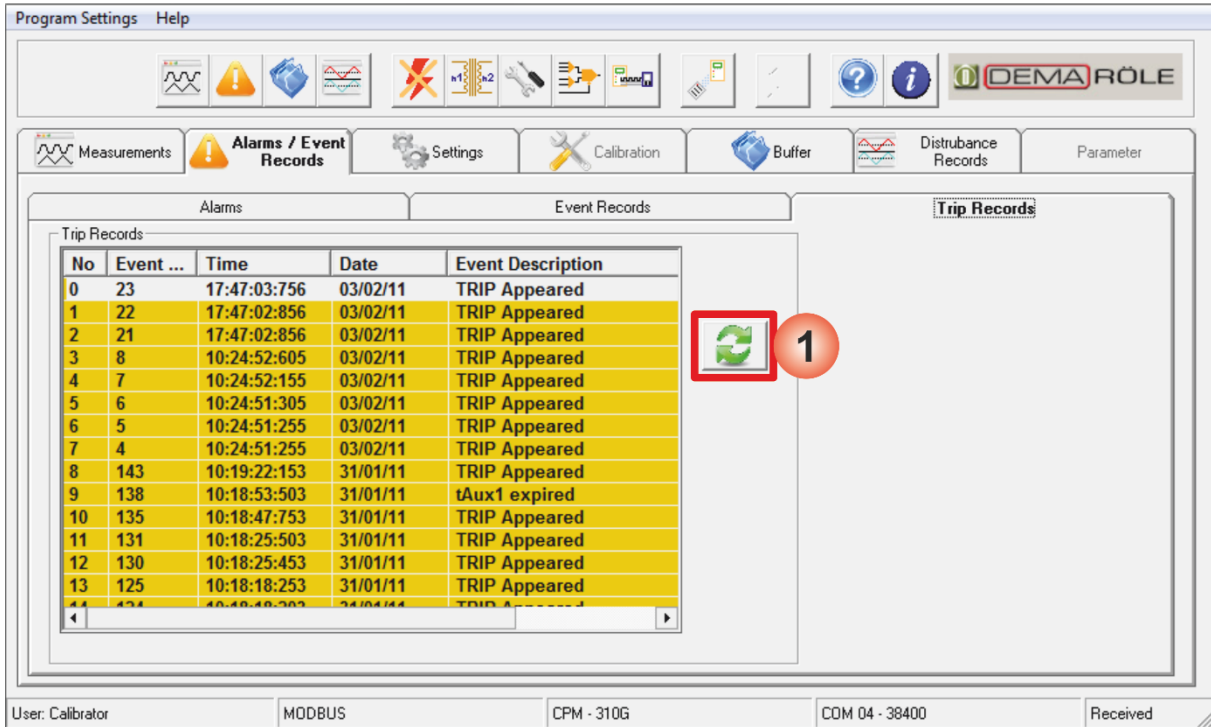 Program Settings Help
n1 n2
DEMA RÖLE
Measurements Alarms / Event Records Settings Calibration Buffer Distrubance Records Parameter
Alarms Event Records Trip Records
Trip Records
No Event ... Time Date Event Description
0 23 17:47:03:756 03/02/11 TRIP Appeared
1 22 17:47:02:856 03/02/11 TRIP Appeared
2 21 17:47:02:856 03/02/11 TRIP Appeared
3 8 10:24:52:605 03/02/11 TRIP Appeared
4 7 10:24:52:155 03/02/11 TRIP Appeared
5 6 10:24:51:305 03/02/11 TRIP Appeared
6 5 10:24:51:255 03/02/11 TRIP Appeared
7 4 10:24:51:255 03/02/11 TRIP Appeared
8 143 10:19:22:153 31/01/11 TRIP Appeared
9 138 10:18:53:503 31/01/11 tAux1 expired
10 135 10:18:47:753 31/01/11 TRIP Appeared
11 131 10:18:25:503 31/01/11 TRIP Appeared
12 130 10:18:25:453 31/01/11 TRIP Appeared
13 125 10:18:18:253 31/01/11 TRIP Appeared
1
User: Calibrator MODBUS CPM - 310G COM 04 - 38400 Received